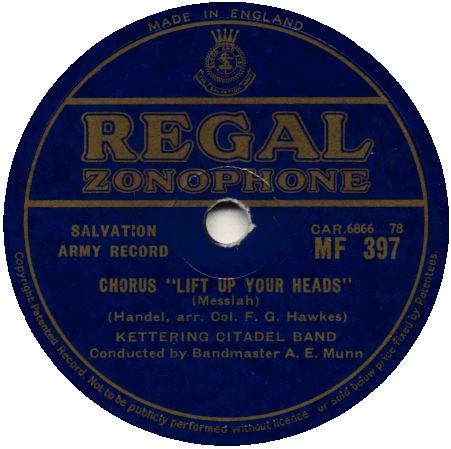 MADE IN ENGLAND
REGAL
ZONOPHONE
SALVATION
ARMY RECORD
CAR.6866 78
MF 397
CHORUS "LIFT UP YOUR HEADS"
(Messiah)
(Handel, arr. Col. F. G. Hawkes)
KETTERING CITADEL BAND
Conducted by Bandmaster A. E. Munn
Copyright Patented Record. Not to be publicly performed without licence or sold below price fixed by Patentees.